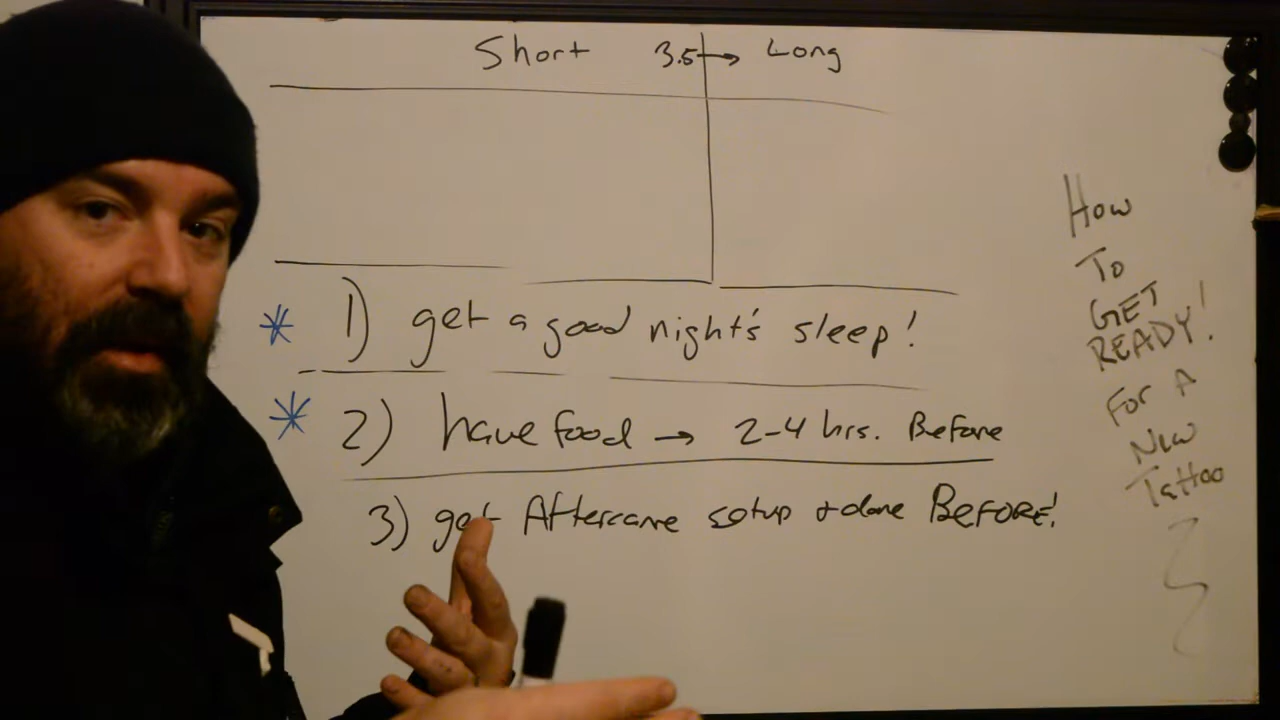 Short 3.5 → Long
* 1) get a good night's sleep!
* 2) have food → 2-4 hrs. Before
3) get Aftercare setup + done BEFORE!
How
To
GET
READY!
For A
New
Tattoo